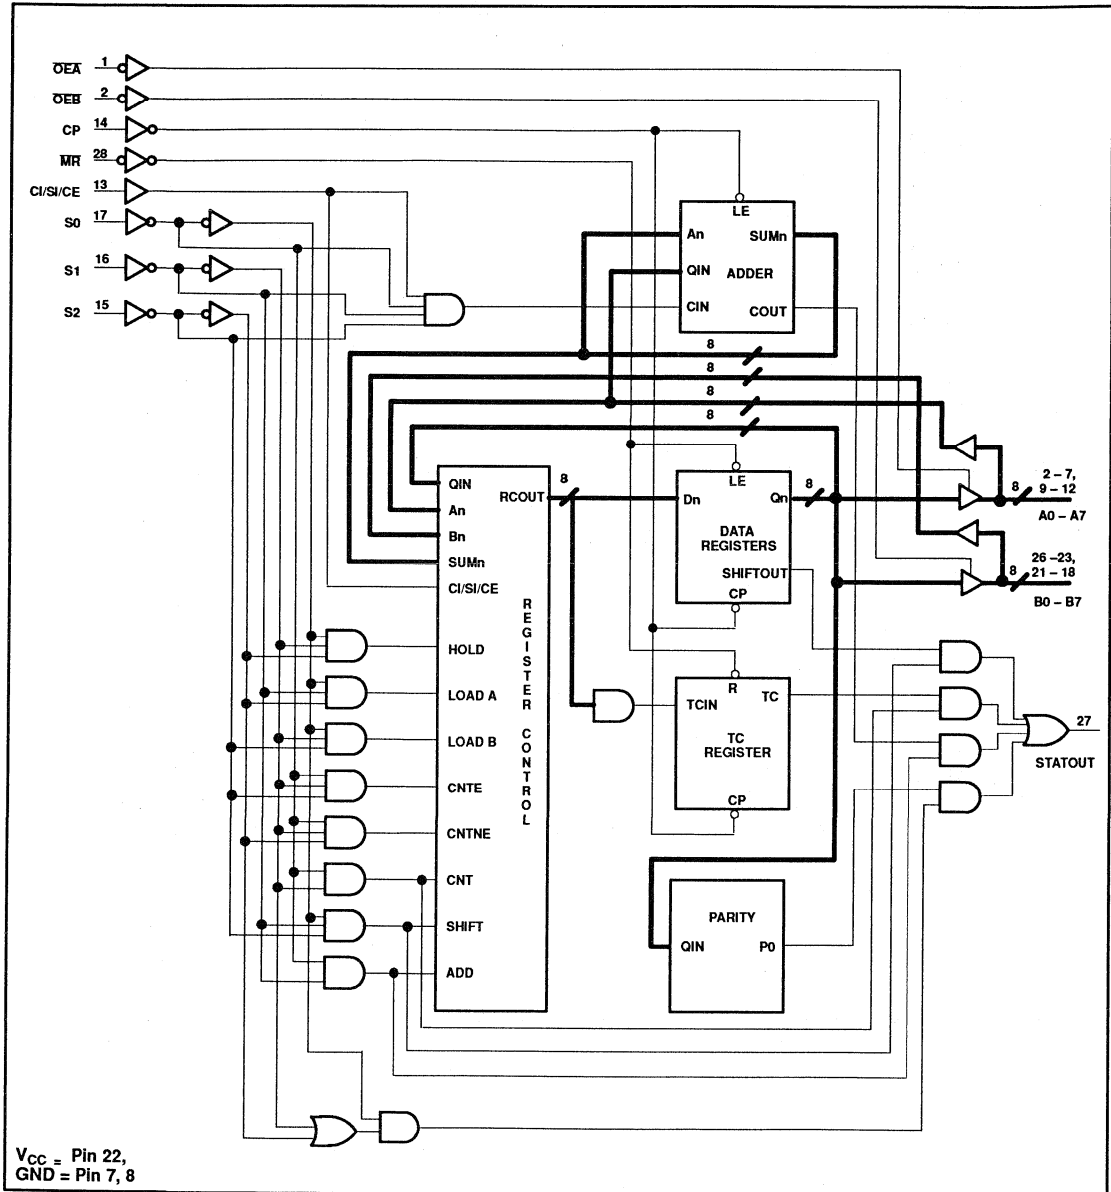 OEA 1
OEB 2
CP 14
MR 28
CI/SI/CE 13
S0 17
S1 16
S2 15
LE
An SUMn
QIN ADDER
CIN
COUT
8
8
8
8
QIN
RCOUT
An
Bn
SUMn
CI/SI/CE
HOLD
LOAD A
LOAD B
CNTE
CNTNE
CNT
SHIFT
ADD
REGISTER CONTROL
8
LE
Dn Qn
DATA
REGISTERS
SHIFTOUT
CP
8
8
2 – 7,
9 – 12
A0 – A7
8
26 –23,
21 – 18
B0 – B7
R
TCIN TC
TC
REGISTER
CP
27
STATOUT
PARITY
QIN P0
VCC = Pin 22,
GND = Pin 7, 8